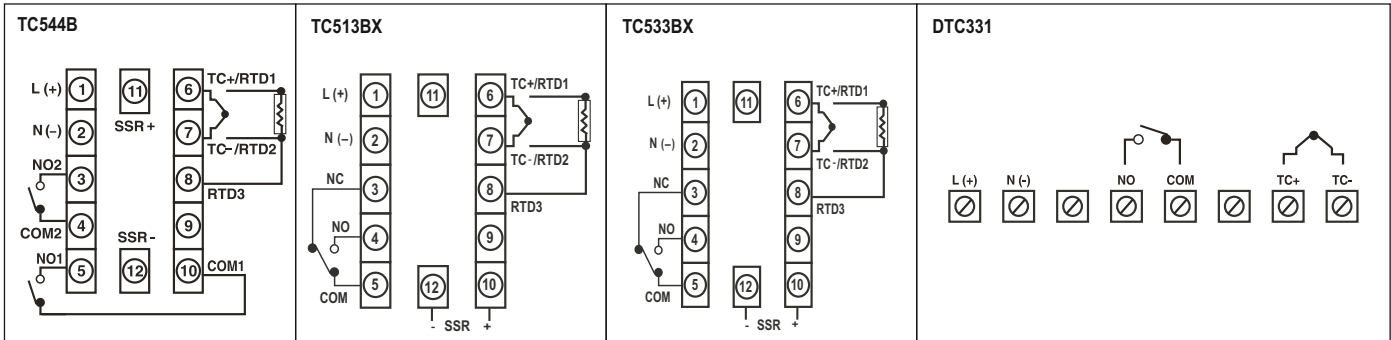 TC544B
L (+) 1 11 6 TC+/RTD1
N (–) 2 SSR + 7 TC–/RTD2
NO2 3 8 RTD3
COM2 4 SSR - 9
NO1 5 12 10 COM1
TC513BX
L (+) 1 11 6 TC+/RTD1
N (–) 2 7 TC-/RTD2
NC 3 8 RTD3
NO 4 9
COM 5 12 10
- SSR +
TC533BX
L (+) 1 11 6 TC+/RTD1
N (–) 2 7 TC-/RTD2
NC 3 8 RTD3
NO 4 9
COM 5 12 10
- SSR +
DTC331
L (+) N (-) NO COM TC+ TC-